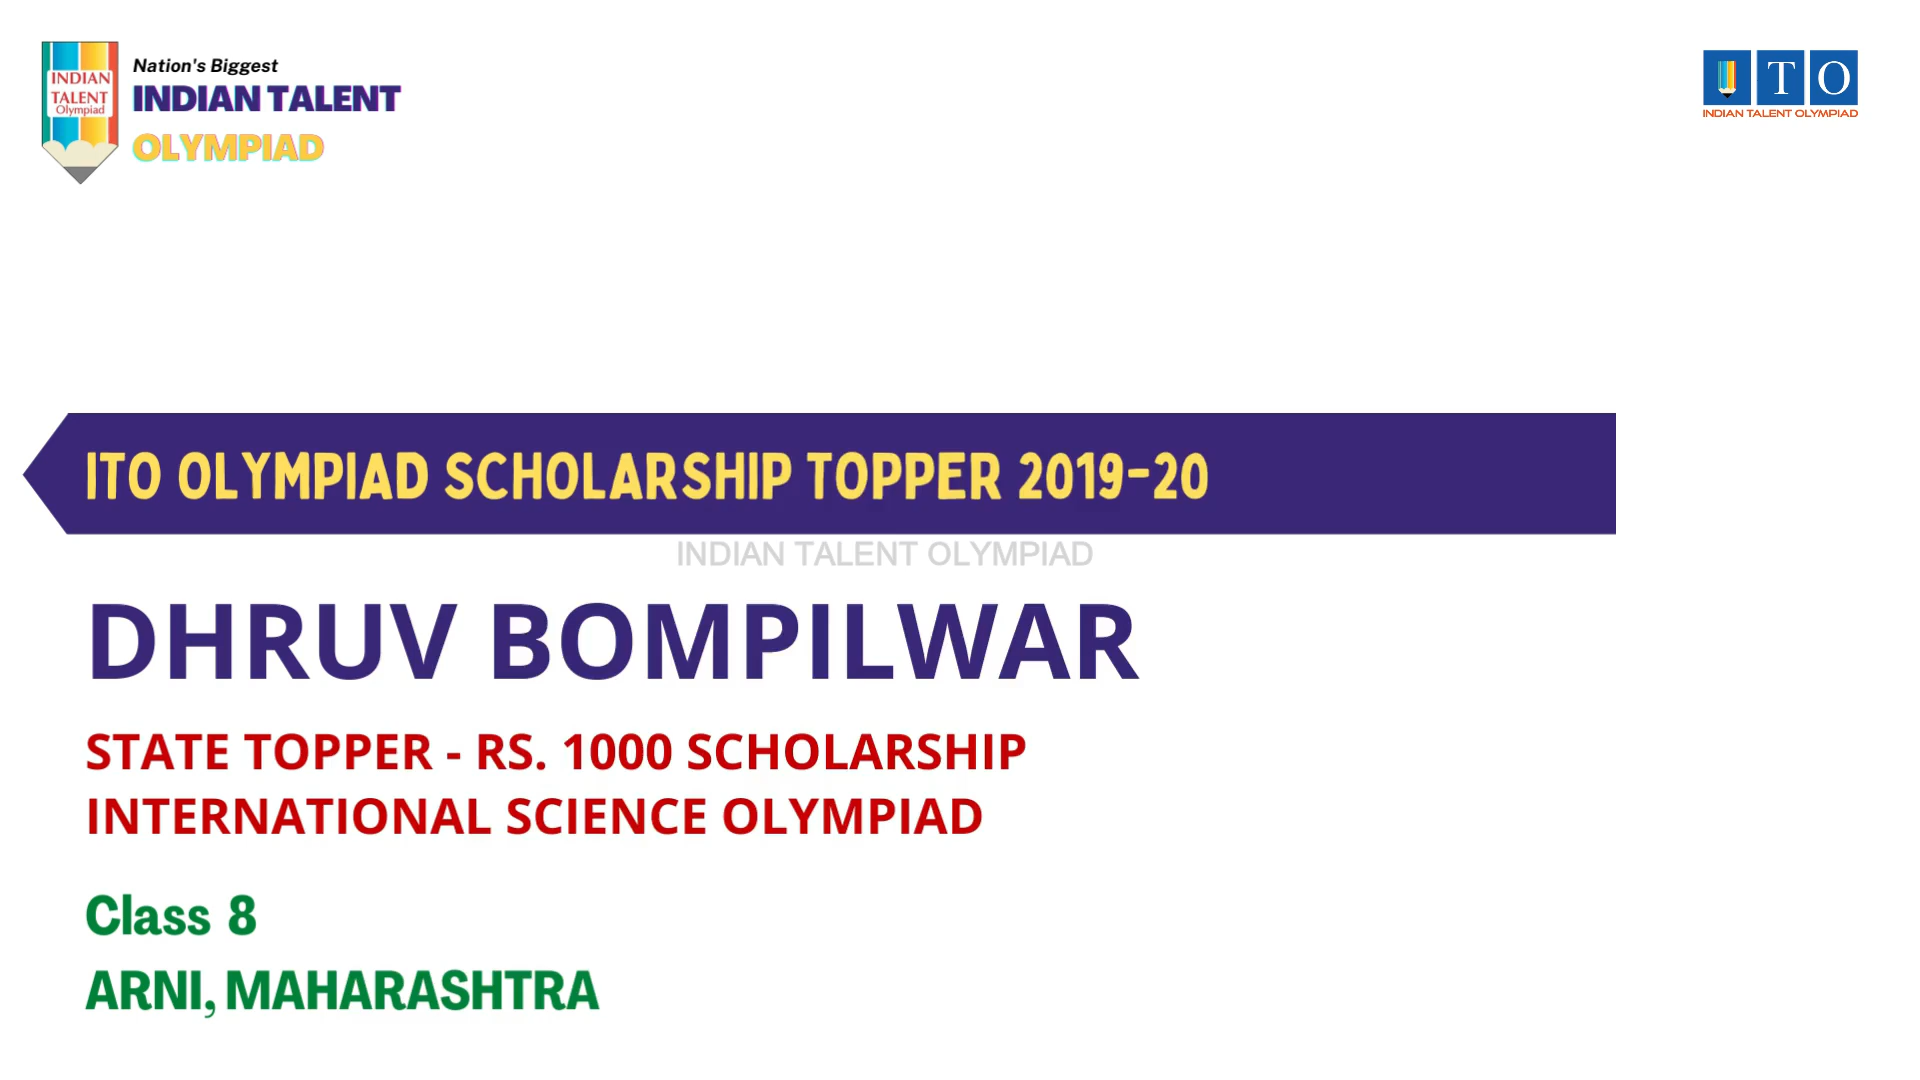 INDIAN
TALENT
Olympiad
Nation's Biggest
INDIAN TALENT
OLYMPIAD
T O
INDIAN TALENT OLYMPIAD
ITO OLYMPIAD SCHOLARSHIP TOPPER 2019-20
INDIAN TALENT OLYMPIAD
DHRUV BOMPILWAR
STATE TOPPER - RS. 1000 SCHOLARSHIP
INTERNATIONAL SCIENCE OLYMPIAD
Class 8
ARNI, MAHARASHTRA